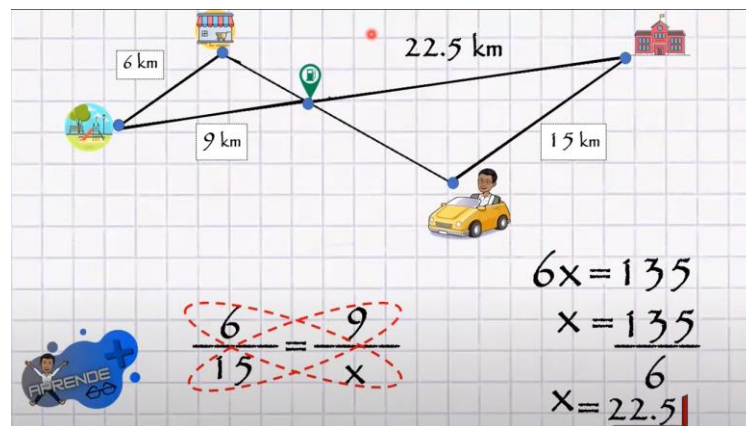 22.5 km
6 km
9 km
15 km
6x = 135
x = 135
6
x = 22.5
6 = 9
15 x
APRENDE +